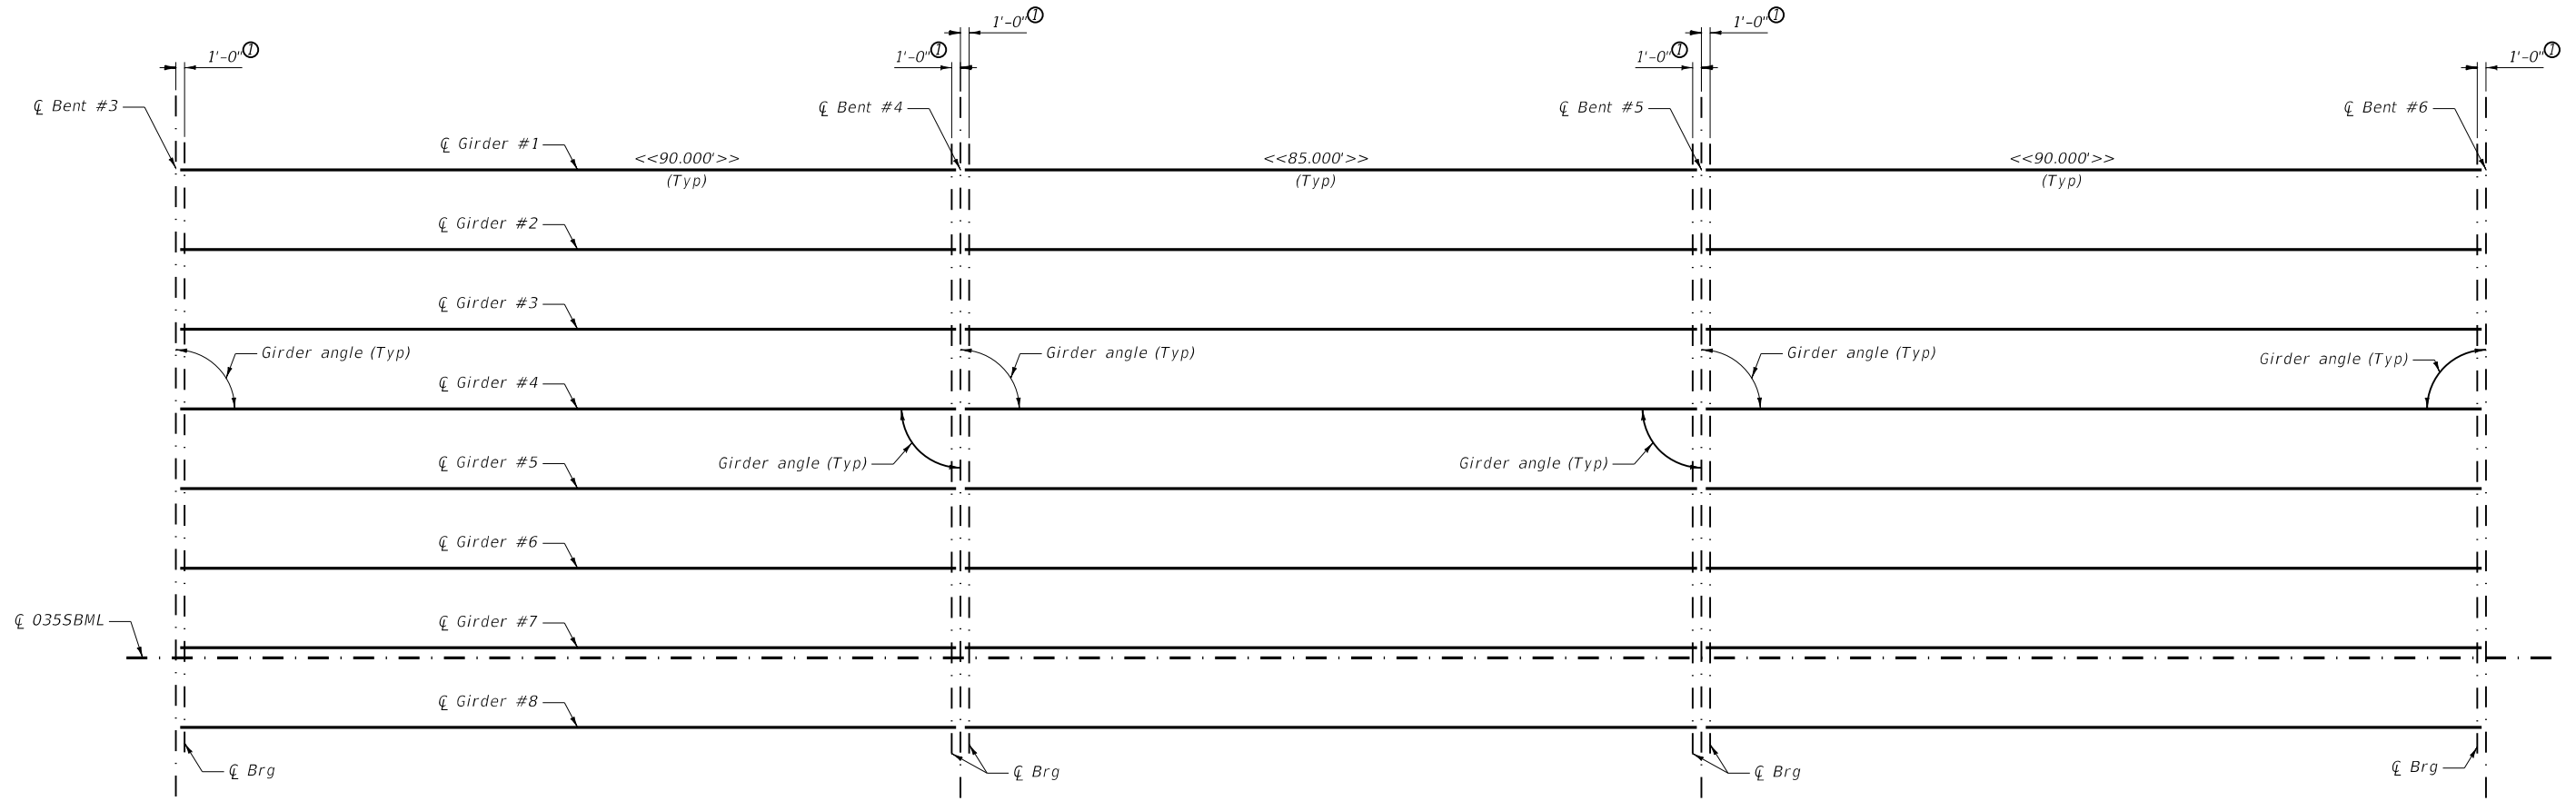 1'-0" ①
1'-0" ①
1'-0" ①
1'-0" ①
1'-0" ①
1'-0" ①
℄ Bent #3
℄ Bent #4
℄ Bent #5
℄ Bent #6
℄ Girder #1
<<90.000'>>
(Typ)
<<85.000'>>
(Typ)
<<90.000'>>
(Typ)
℄ Girder #2
℄ Girder #3
Girder angle (Typ)
Girder angle (Typ)
Girder angle (Typ)
Girder angle (Typ)
℄ Girder #4
℄ Girder #5
Girder angle (Typ)
Girder angle (Typ)
℄ Girder #6
℄ 035SBML
℄ Girder #7
℄ Girder #8
℄ Brg
℄ Brg
℄ Brg
℄ Brg